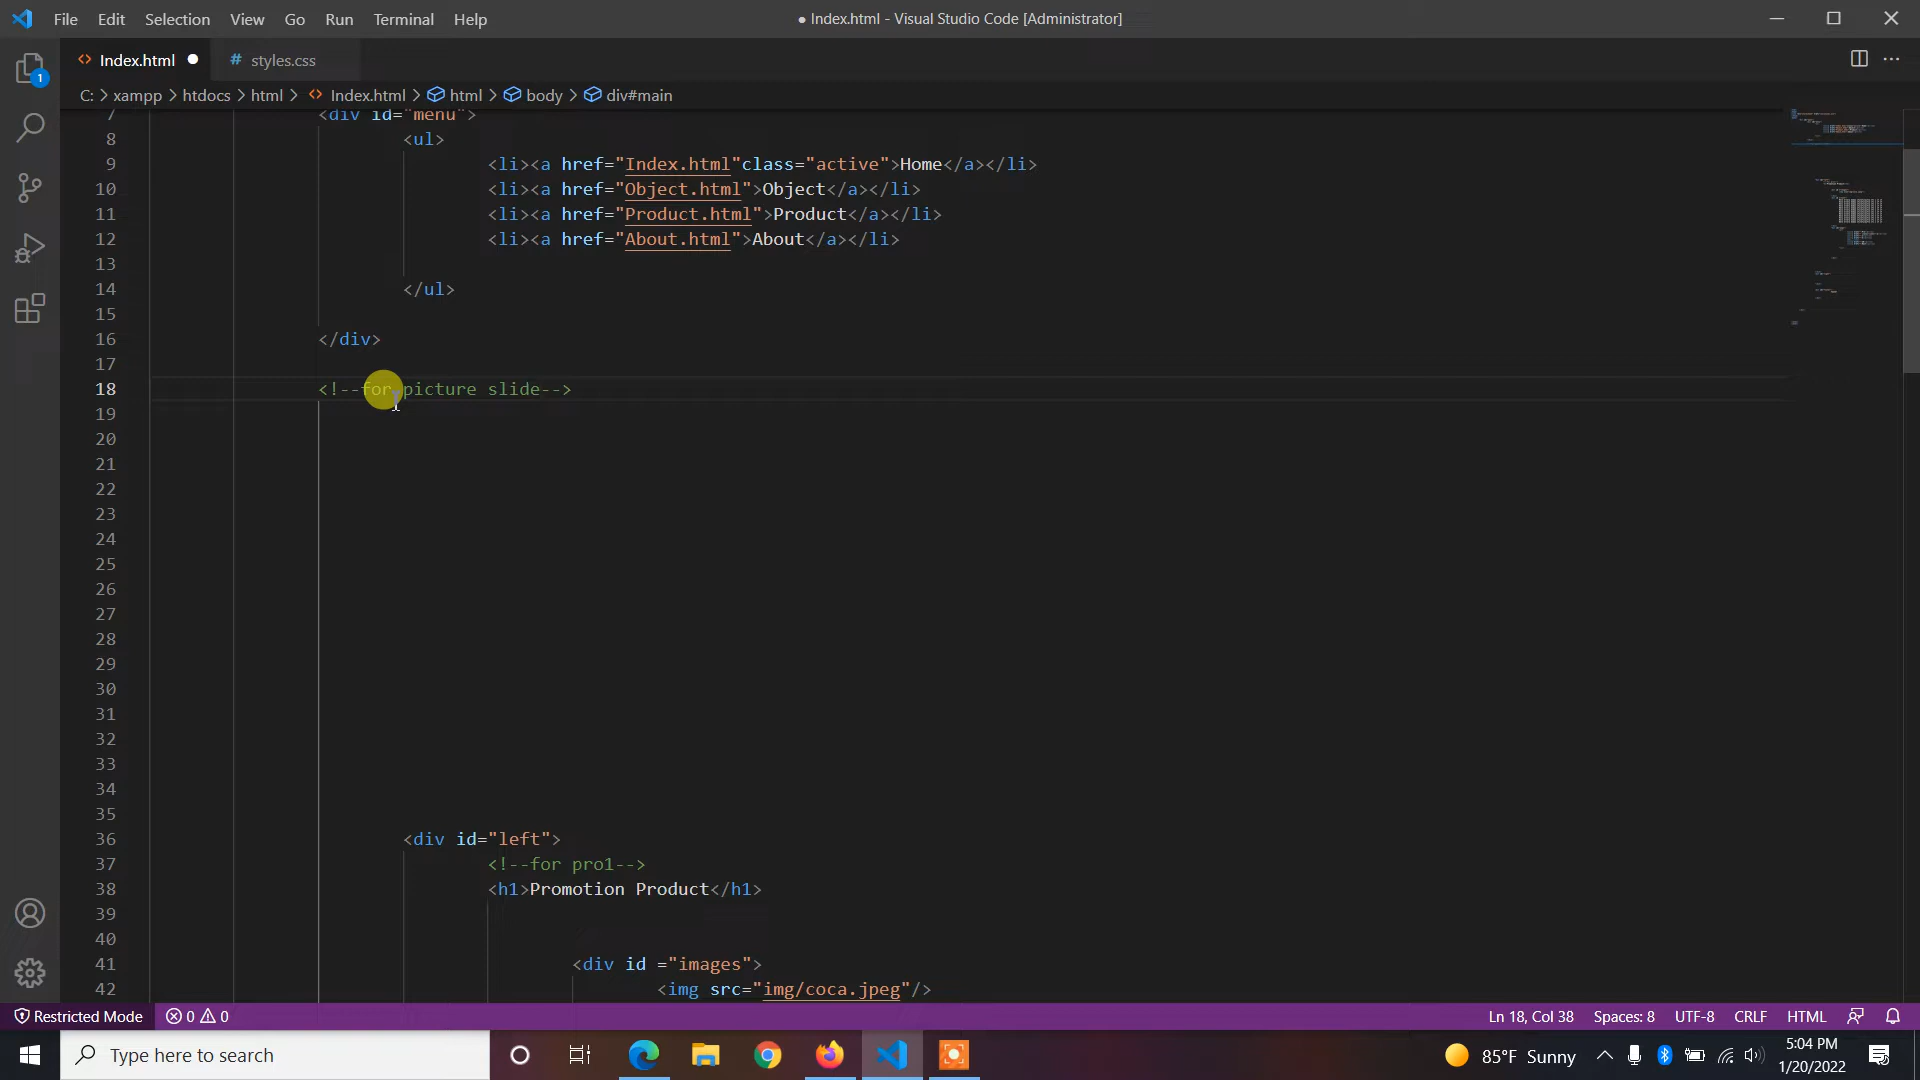 File Edit Selection View Go Run Terminal Help
● Index.html - Visual Studio Code [Administrator]
1
Index.html
# styles.css
C: > xampp > htdocs > html > Index.html > html > body > div#main
7 <div id="menu">
8 <ul>
9 <li><a href="Index.html"class="active">Home</a></li>
10 <li><a href="Object.html">Object</a></li>
11 <li><a href="Product.html">Product</a></li>
12 <li><a href="About.html">About</a></li>
13
14 </ul>
15
16 </div>
17
18 <!--for picture slide-->
19
20
21
22
23
24
25
26
27
28
29
30
31
32
33
34
35
36 <div id="left">
37 <!--for pro1-->
38 <h1>Promotion Product</h1>
39
40
41 <div id ="images">
42 <img src="img/coca.jpeg"/>
Restricted Mode 0 0 Ln 18, Col 38 Spaces: 8 UTF-8 CRLF HTML
Type here to search
85°F Sunny
5:04 PM
1/20/2022